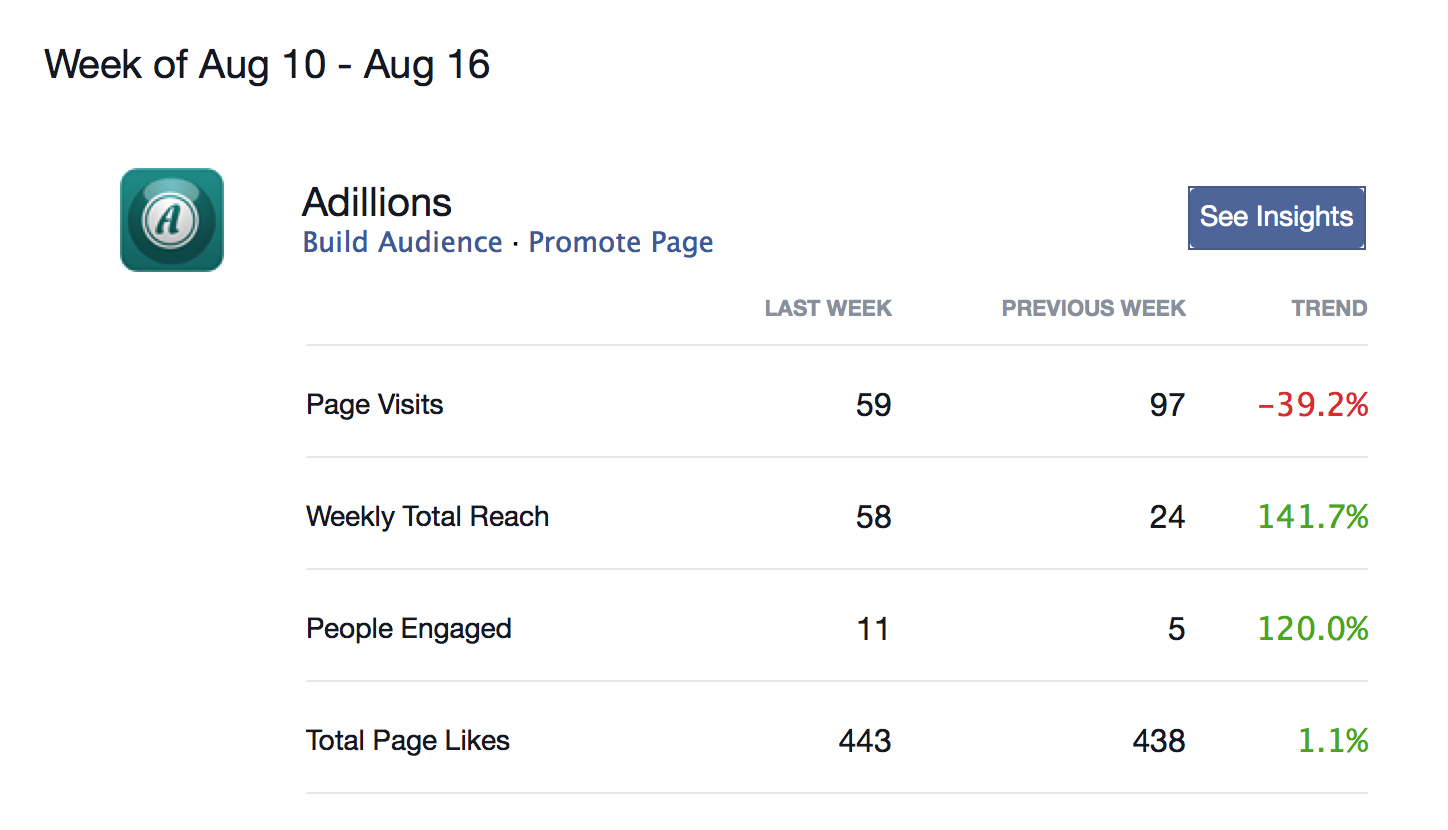 Week of Aug 10 - Aug 16
A
Adillions
See Insights
Build Audience · Promote Page
LAST WEEK PREVIOUS WEEK TREND
Page Visits 59 97 -39.2%
Weekly Total Reach 58 24 141.7%
People Engaged 11 5 120.0%
Total Page Likes 443 438 1.1%